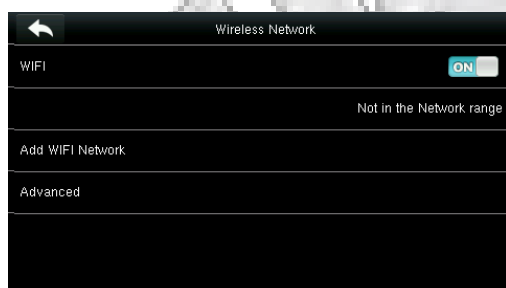 Wireless Network
WIFI
ON
Not in the Network range
Add WIFI Network
Advanced